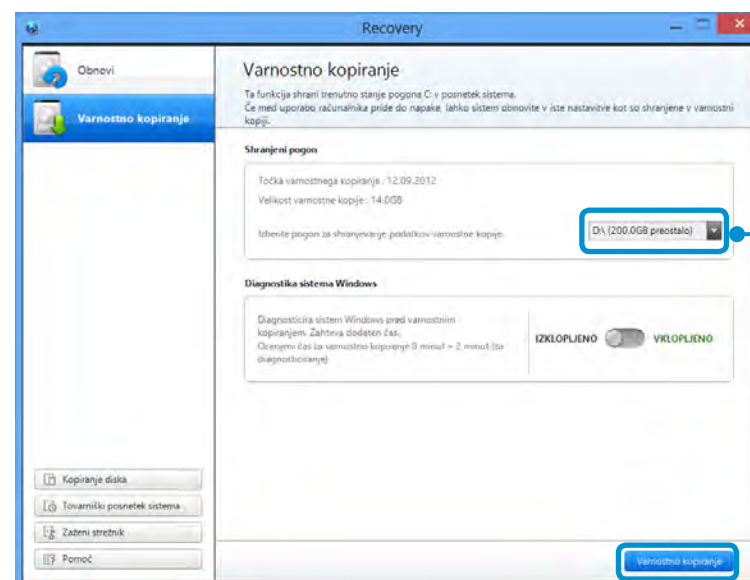 Recovery
Obnovi
Varnostno kopiranje
Varnostno kopiranje
Ta funkcija shrani trenutno stanje pogona C: v posnetek sistema.
Če med uporabo računalnika pride do napake, lahko sistem obnovite v iste nastavitve kot so shranjene v varnostni
kopiji.
Shranjeni pogon
Točka varnostnega kopiranja : 12.09.2012
Velikost varnostne kopije : 14.0GB
Izberite pogon za shranjevanje podatkov varnostne kopije:
D:\ (200.0GB preostalo)
Diagnostika sistema Windows
Diagnosticira sistem Windows pred varnostnim
kopiranjem. Zahteva dodaten čas.
Ocenjeni čas za varnostno kopiranje minut + 2 minut (za
diagnosticiranje)
IZKLOPLJENO
VKLOPLJENO
Kopiranje diska
Tovarniški posnetek sistema
Zaženi strežnik
Pomoč
Varnostno kopiranje